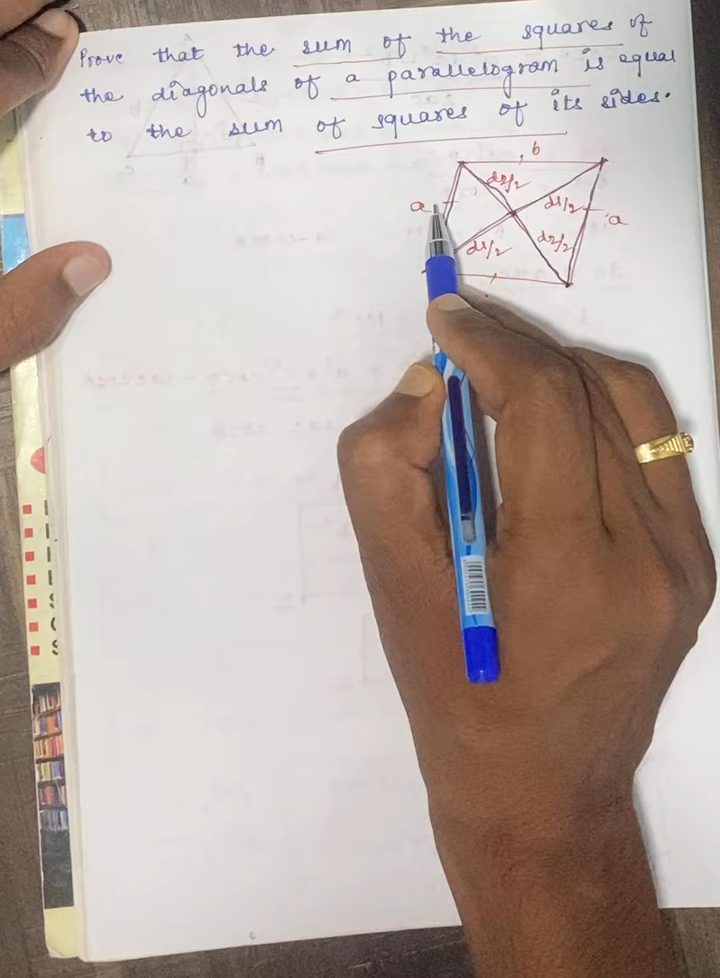 Prove that the sum of the squares of
the diagonals of a parallelogram is equal
to the sum of squares of its sides.
b
d2/2
a
d1/2
a
d1/2
d2/2